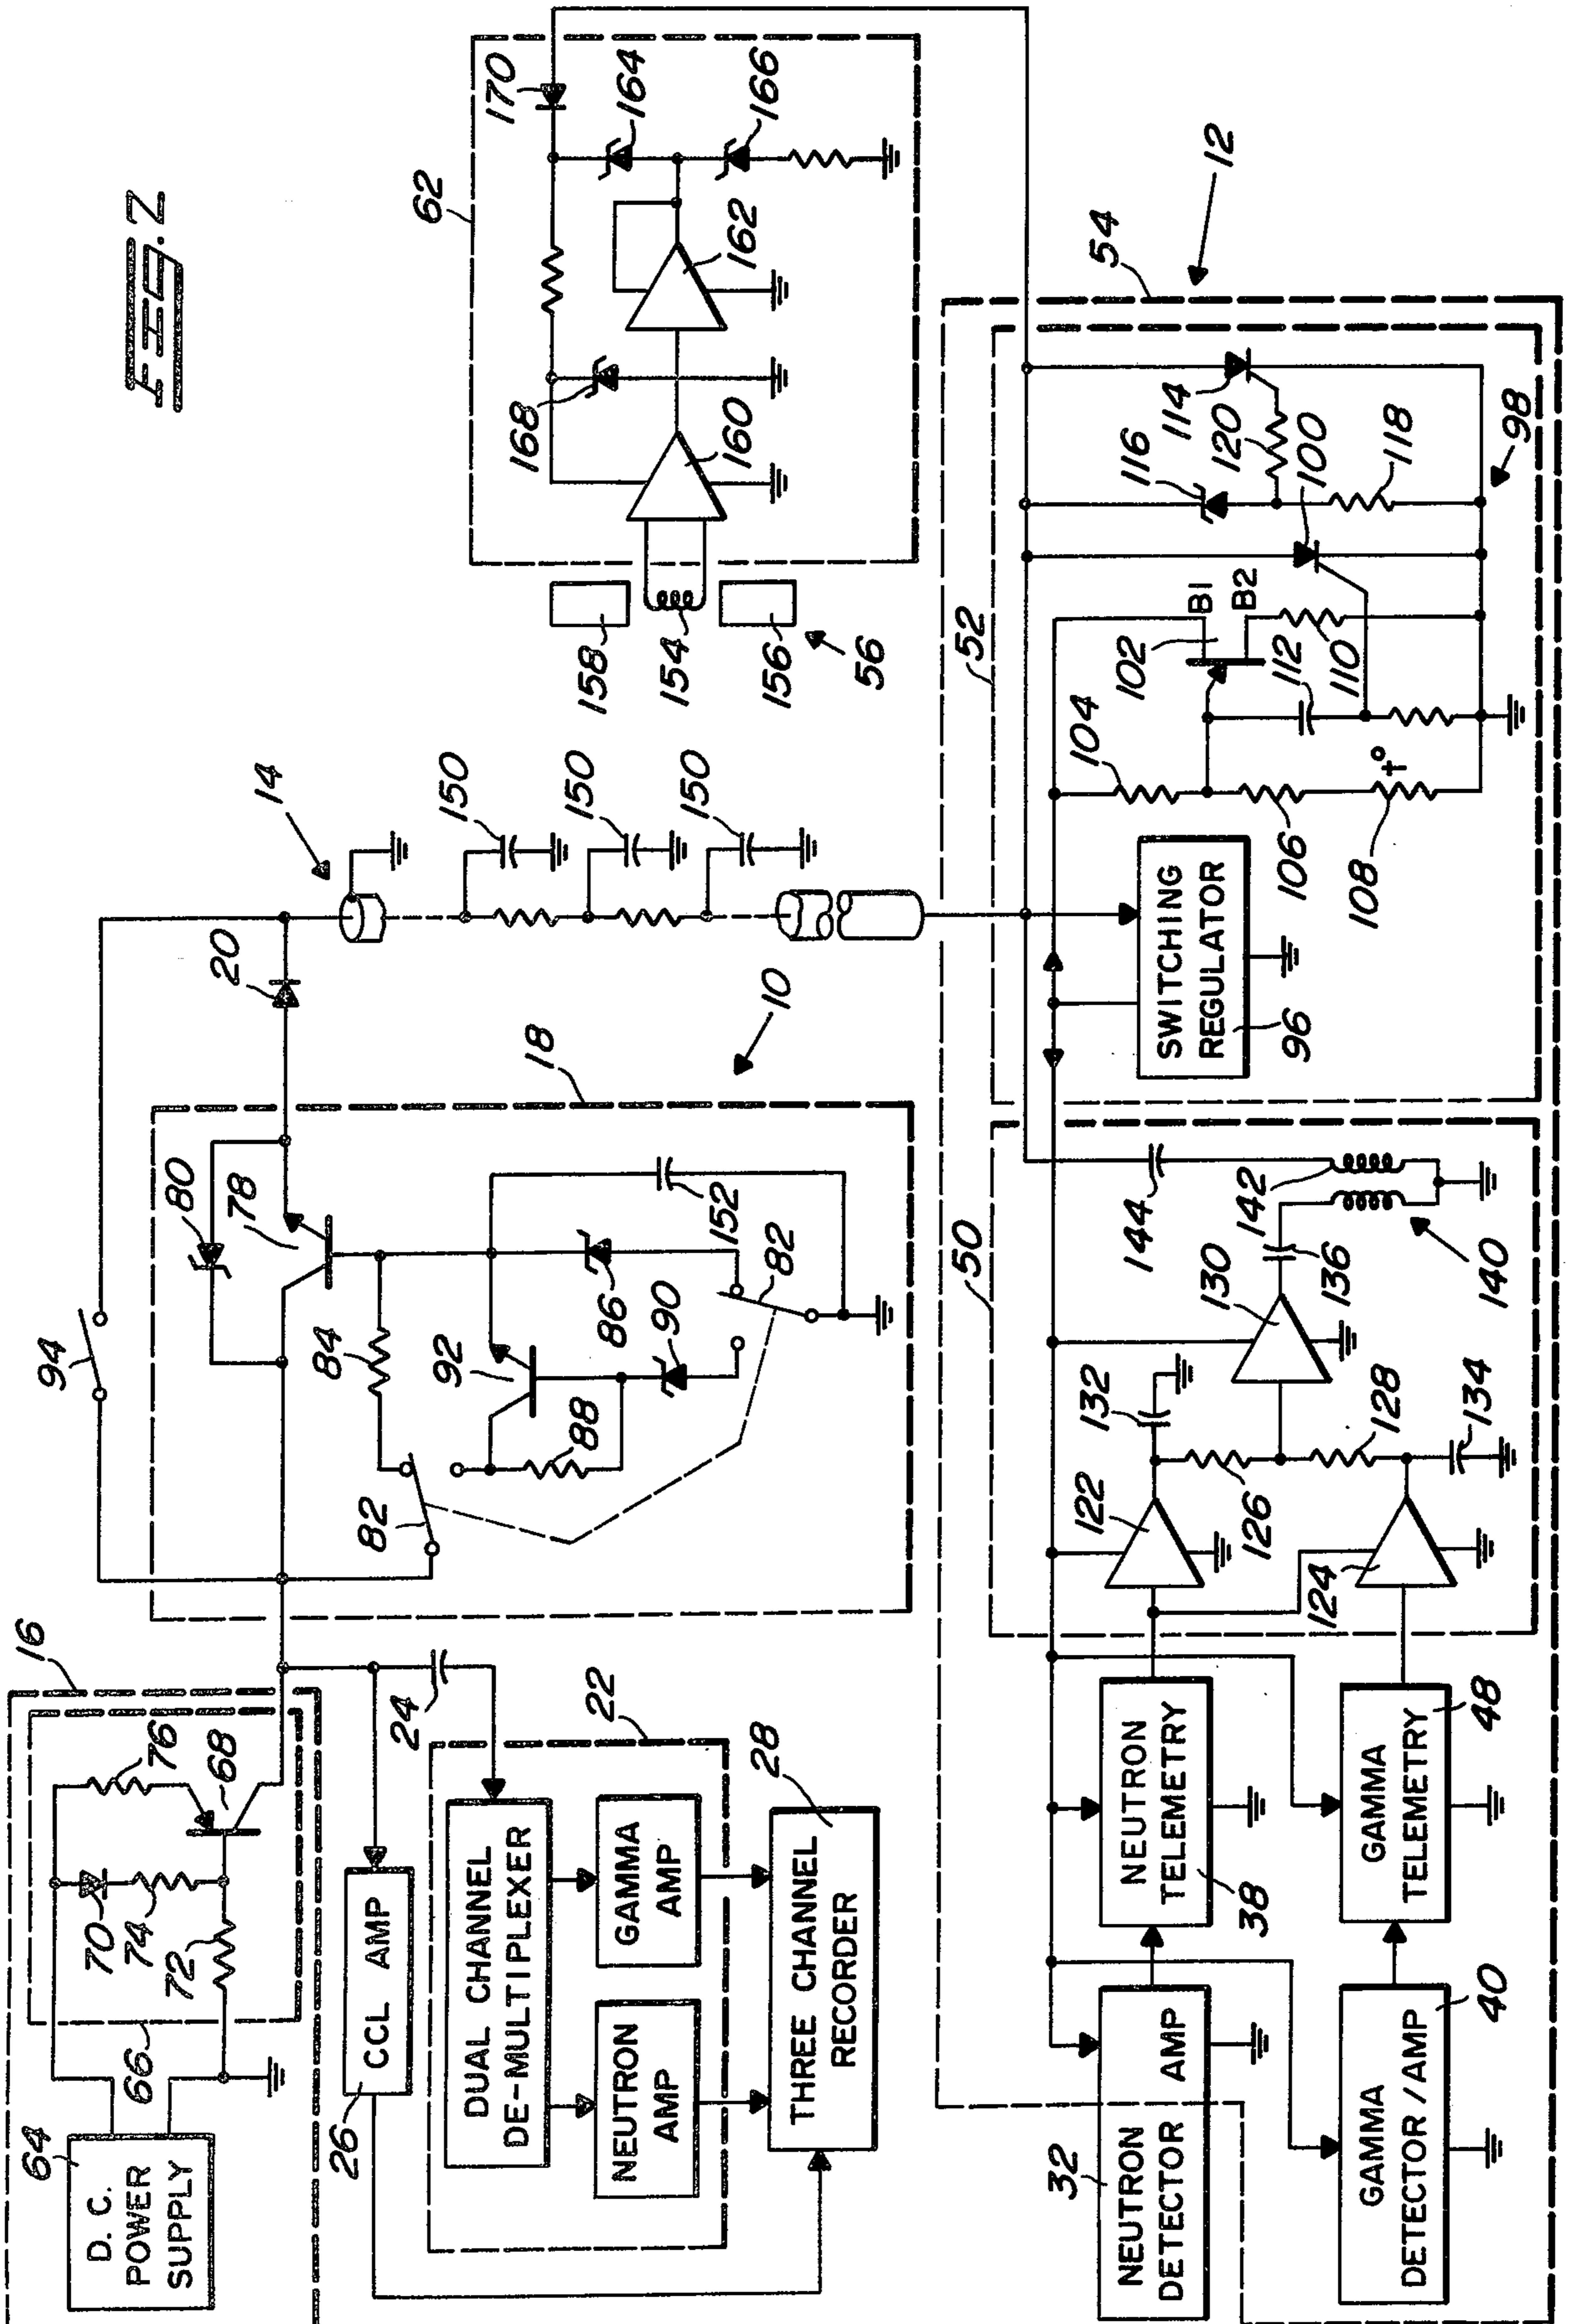 FIG. 2
16
64
D. C.
POWER
SUPPLY
66
70
74
72
76
68
94
18
80
78
84
92
88
86
90
82
82
152
20
14
150
150
150
10
26
CCL AMP
24
22
DUAL CHANNEL
DE-MULTIPLEXER
NEUTRON
AMP
GAMMA
AMP
28
THREE CHANNEL
RECORDER
62
170
164
166
168
162
160
158
154
156
56
12
54
52
50
32
NEUTRON
DETECTOR AMP
38
NEUTRON
TELEMETRY
40
GAMMA
DETECTOR/AMP
48
GAMMA
TELEMETRY
122
124
126
128
130
132
134
136
140
142
144
SWITCHING
REGULATOR
96
104
106
108
t°
102
B1
B2
112
110
116
114
120
100
118
98